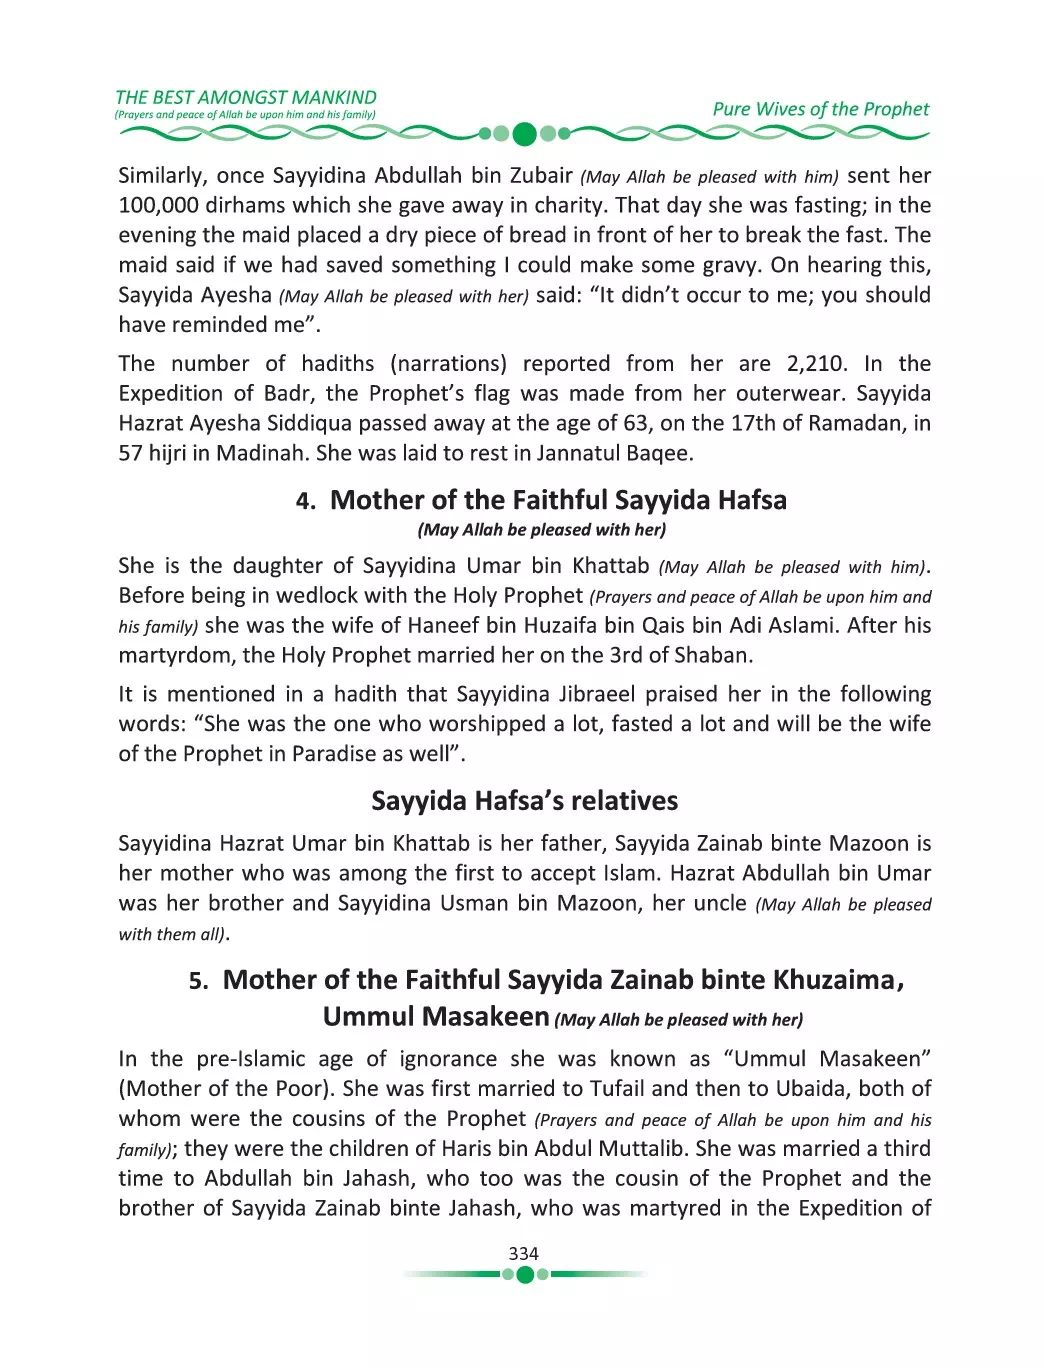 THE BEST AMONGST MANKIND
(Prayers and peace of Allah be upon him and his family)
Pure Wives of the Prophet
Similarly, once Sayyidina Abdullah bin Zubair (May Allah be pleased with him) sent her
100,000 dirhams which she gave away in charity. That day she was fasting; in the
evening the maid placed a dry piece of bread in front of her to break the fast. The
maid said if we had saved something I could make some gravy. On hearing this,
Sayyida Ayesha (May Allah be pleased with her) said: “It didn’t occur to me; you should
have reminded me”.
The number of hadiths (narrations) reported from her are 2,210. In the
Expedition of Badr, the Prophet’s flag was made from her outerwear. Sayyida
Hazrat Ayesha Siddiqua passed away at the age of 63, on the 17th of Ramadan, in
57 hijri in Madinah. She was laid to rest in Jannatul Baqee.
4. Mother of the Faithful Sayyida Hafsa
(May Allah be pleased with her)
She is the daughter of Sayyidina Umar bin Khattab (May Allah be pleased with him).
Before being in wedlock with the Holy Prophet (Prayers and peace of Allah be upon him and
his family) she was the wife of Haneef bin Huzaifa bin Qais bin Adi Aslami. After his
martyrdom, the Holy Prophet married her on the 3rd of Shaban.
It is mentioned in a hadith that Sayyidina Jibraeel praised her in the following
words: “She was the one who worshipped a lot, fasted a lot and will be the wife
of the Prophet in Paradise as well”.
Sayyida Hafsa’s relatives
Sayyidina Hazrat Umar bin Khattab is her father, Sayyida Zainab binte Mazoon is
her mother who was among the first to accept Islam. Hazrat Abdullah bin Umar
was her brother and Sayyidina Usman bin Mazoon, her uncle (May Allah be pleased
with them all).
5. Mother of the Faithful Sayyida Zainab binte Khuzaima,
Ummul Masakeen (May Allah be pleased with her)
In the pre-Islamic age of ignorance she was known as “Ummul Masakeen”
(Mother of the Poor). She was first married to Tufail and then to Ubaida, both of
whom were the cousins of the Prophet (Prayers and peace of Allah be upon him and his
family); they were the children of Haris bin Abdul Muttalib. She was married a third
time to Abdullah bin Jahash, who too was the cousin of the Prophet and the
brother of Sayyida Zainab binte Jahash, who was martyred in the Expedition of
334